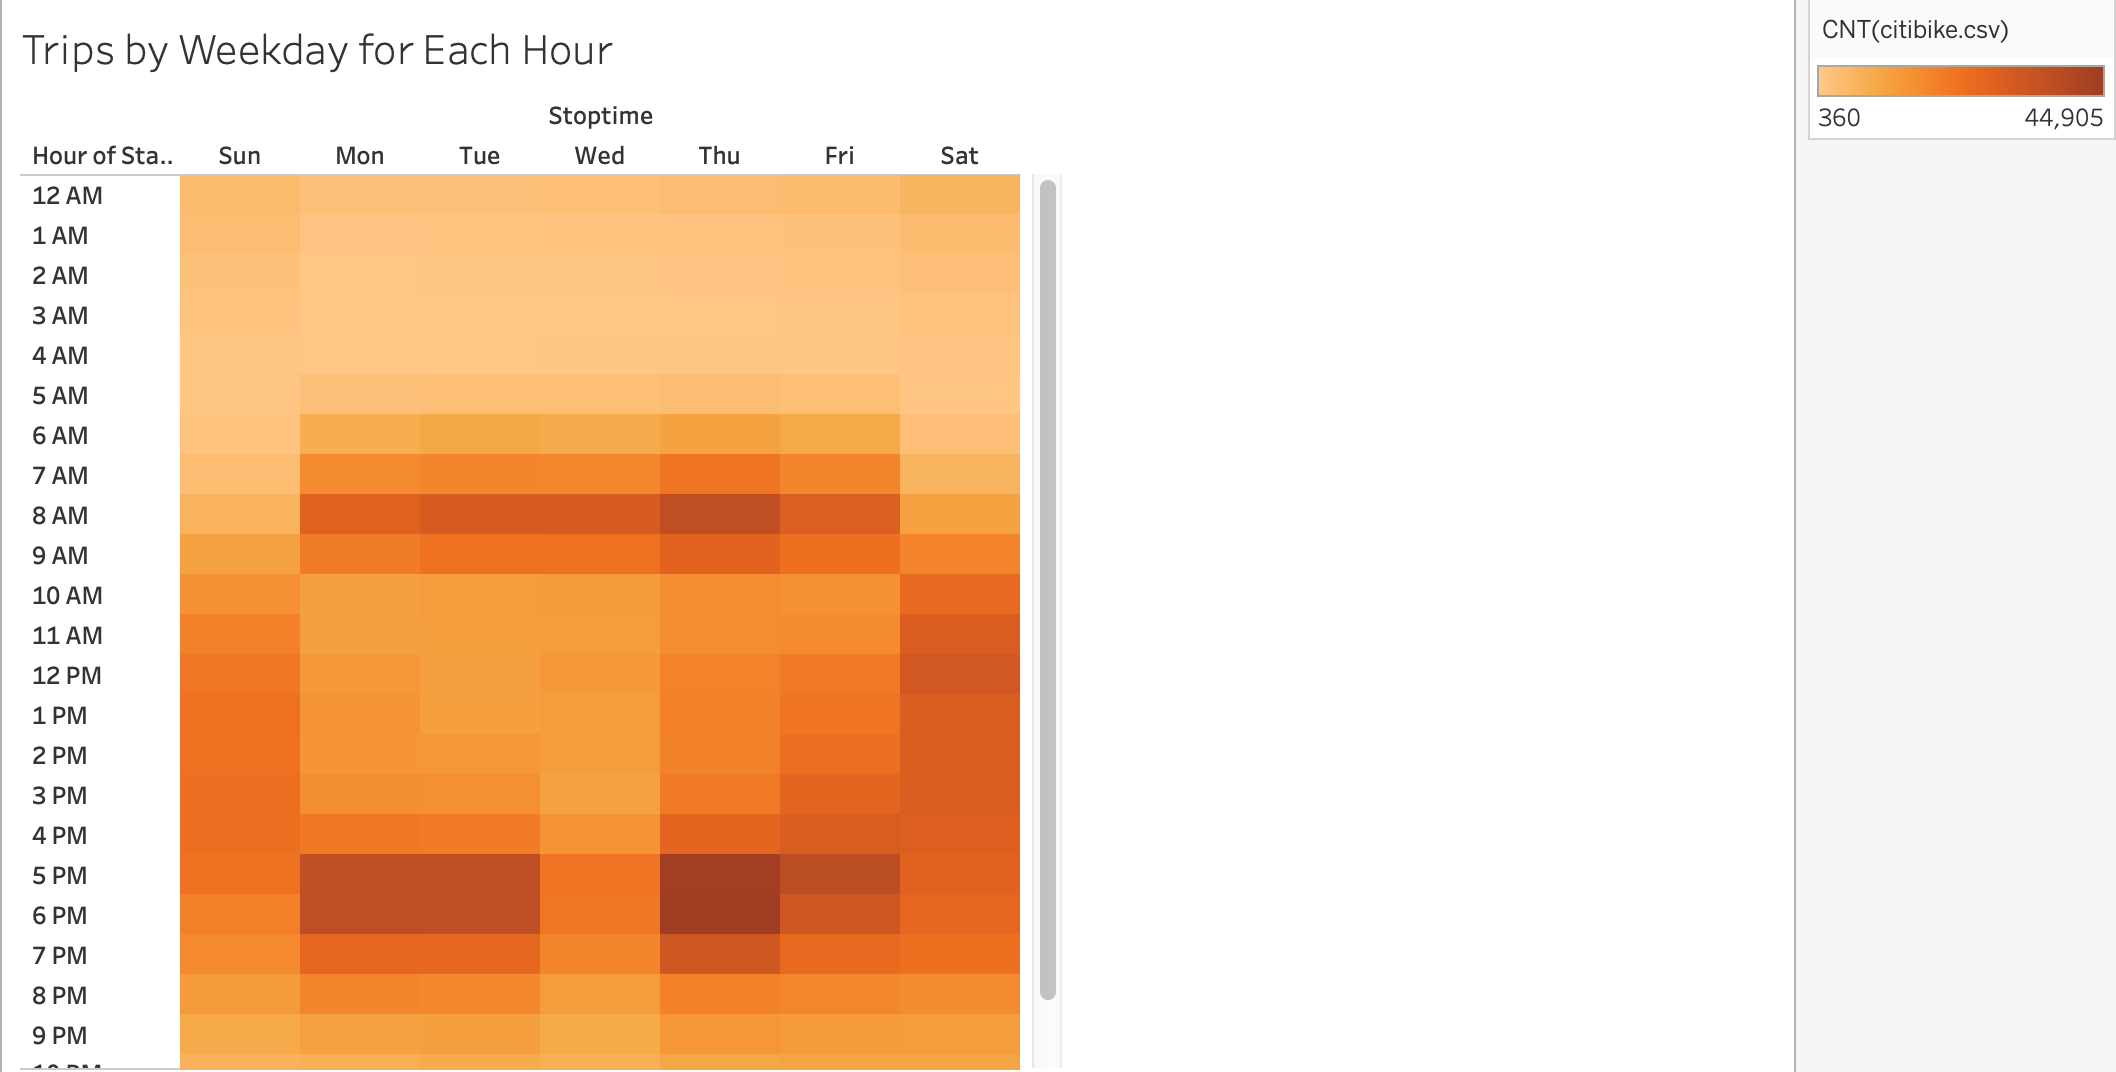 Trips by Weekday for Each Hour
CNT(citibike.csv)
360 44,905
Stoptime
Hour of Sta.. Sun Mon Tue Wed Thu Fri Sat
12 AM
1 AM
2 AM
3 AM
4 AM
5 AM
6 AM
7 AM
8 AM
9 AM
10 AM
11 AM
12 PM
1 PM
2 PM
3 PM
4 PM
5 PM
6 PM
7 PM
8 PM
9 PM
10 PM